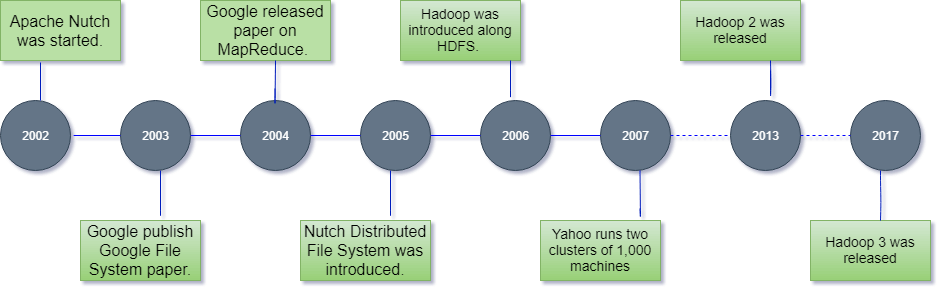 Apache Nutch
was started.
Google released
paper on
MapReduce.
Hadoop was
introduced along
HDFS.
Hadoop 2 was
released
2002
2003
2004
2005
2006
2007
2013
2017
Google publish
Google File
System paper.
Nutch Distributed
File System was
introduced.
Yahoo runs two
clusters of 1,000
machines
Hadoop 3 was
released